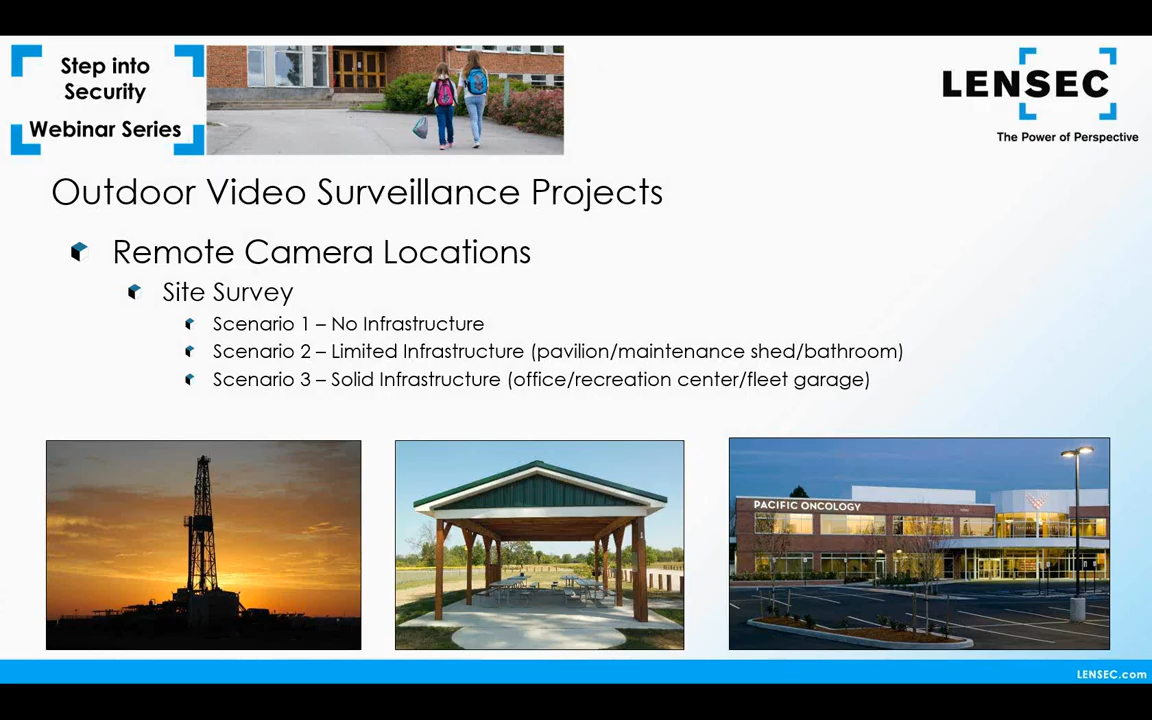 Step into
Security
Webinar Series
LENSEC
The Power of Perspective
Outdoor Video Surveillance Projects
Remote Camera Locations
Site Survey
Scenario 1 – No Infrastructure
Scenario 2 – Limited Infrastructure (pavilion/maintenance shed/bathroom)
Scenario 3 – Solid Infrastructure (office/recreation center/fleet garage)
PACIFIC ONCOLOGY
LENSEC.com